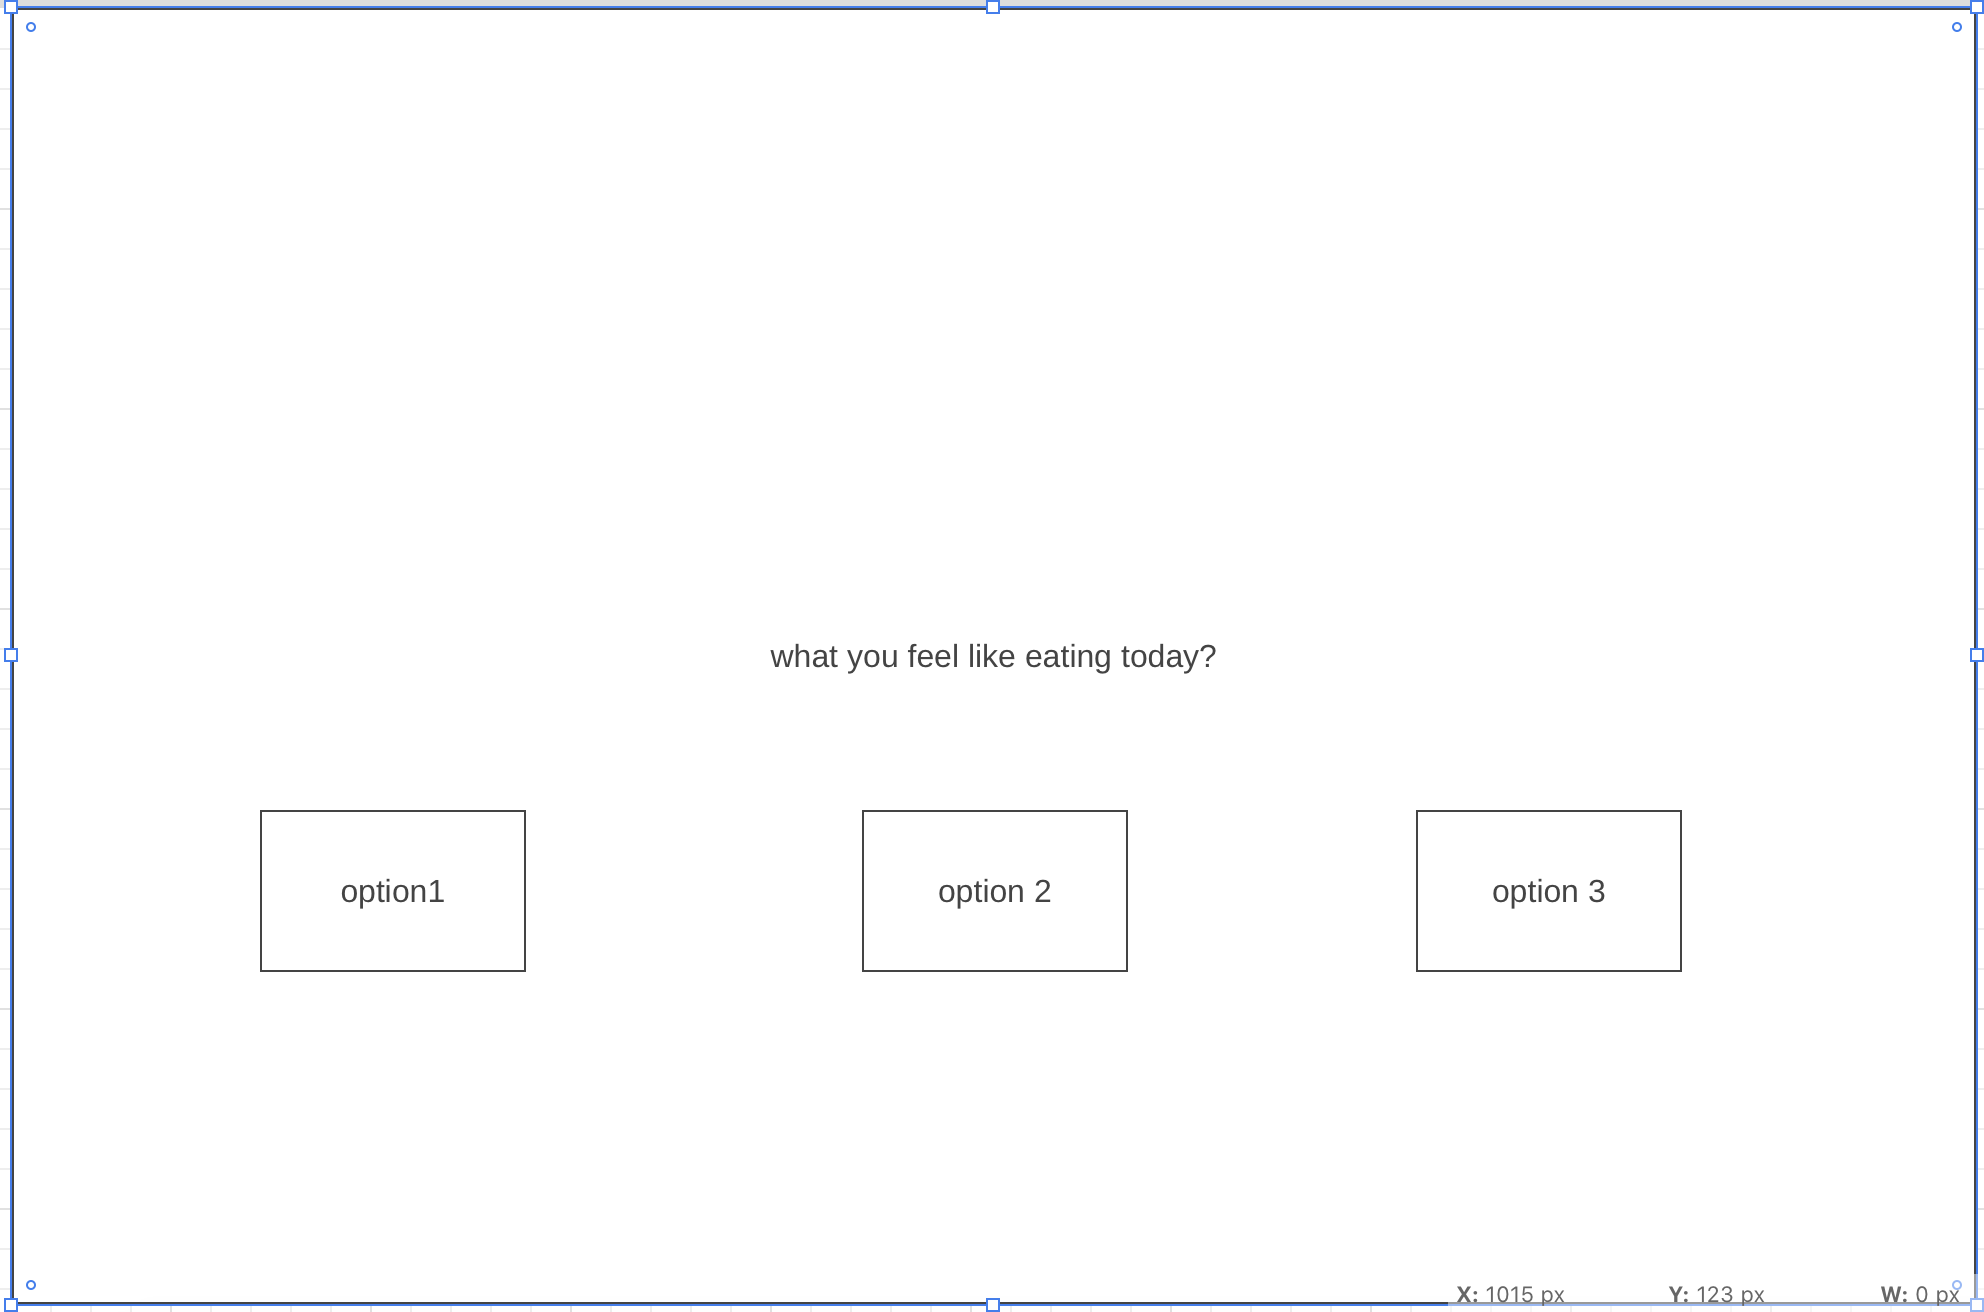 what you feel like eating today?
option1
option 2
option 3
X: 1015 px
Y: 123 px
W: 0 px